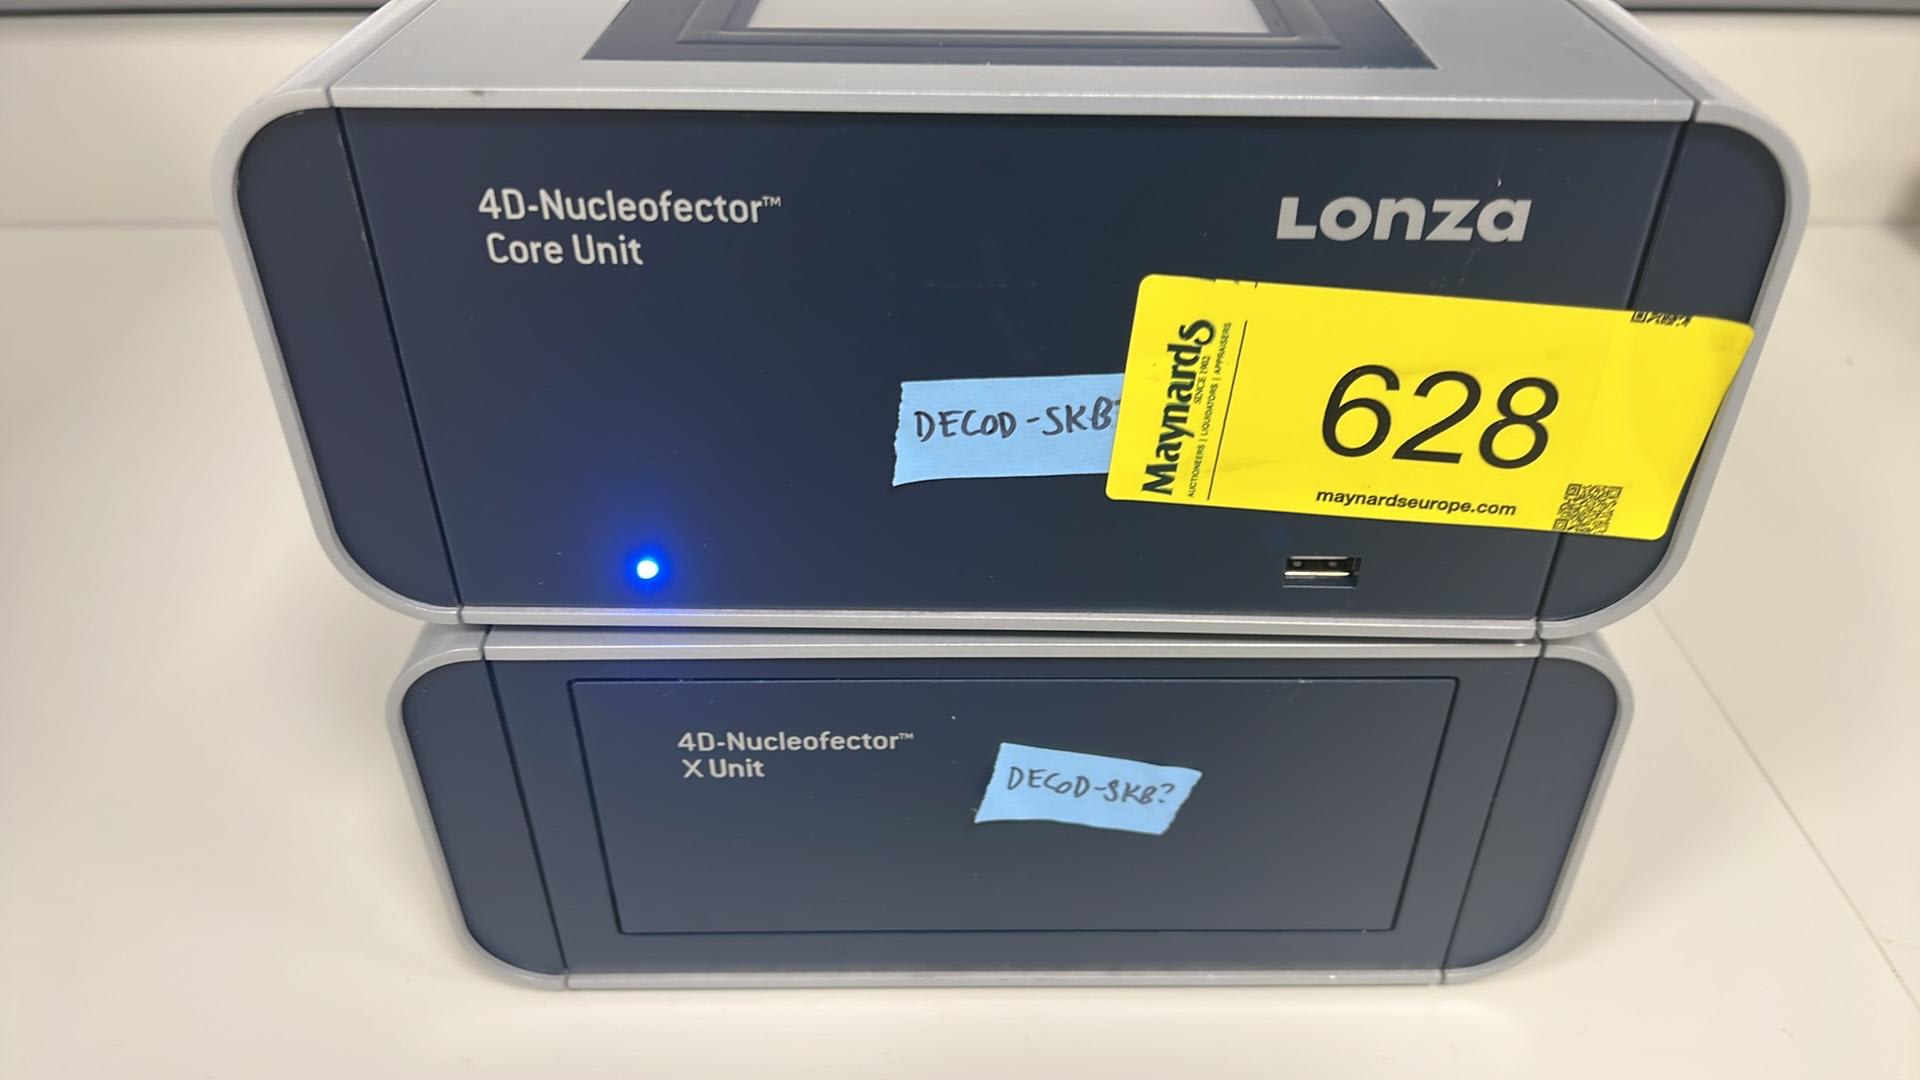 4D-Nucleofector™
Core Unit
Lonza
DECOD-SKB?
Maynards
SINCE 1902
AUCTIONEERS | LIQUIDATORS | APPRAISERS
628
maynardseurope.com
4D-Nucleofector™
X Unit
DECOD-SKB?